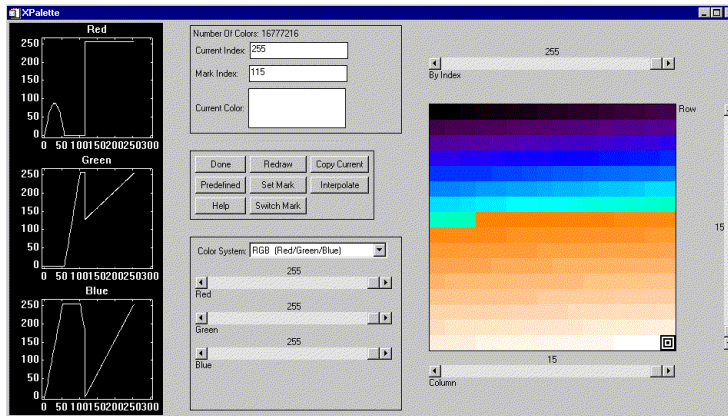 XPalette
Red
250
200
150
100
50
0
0 50 100150200250300
Green
250
200
150
100
50
0
0 50 100150200250300
Blue
250
200
150
100
50
0
0 50 100150200250300
Number Of Colors: 16777216
Current Index: 255
Mark Index: 115
Current Color:
Done Redraw Copy Current
Predefined Set Mark Interpolate
Help Switch Mark
Color System: RGB (Red/Green/Blue)
255
Red
255
Green
255
Blue
255
By Index
Row
15
15
Column